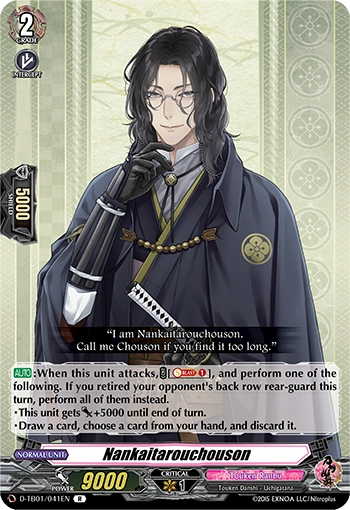 2
GRADE
INTERCEPT
SHIELD
5000
"I am Nankaitarouchouson.
Call me Chouson if you find it too long."
AUTO:When this unit attacks, [BLAST 1], and perform one of the
following. If you retired your opponent's back row rear-guard this
turn, perform all of them instead.
・This unit gets +5000 until end of turn.
・Draw a card, choose a card from your hand, and discard it.
NORMAL UNIT
Nankaitarouchouson
POWER 9000
CRITICAL
1
Touken Ranbu
Touken Danshi - Uchigatana
D-TB01/041EN R
©2015 EXNOA LLC/Nitroplus